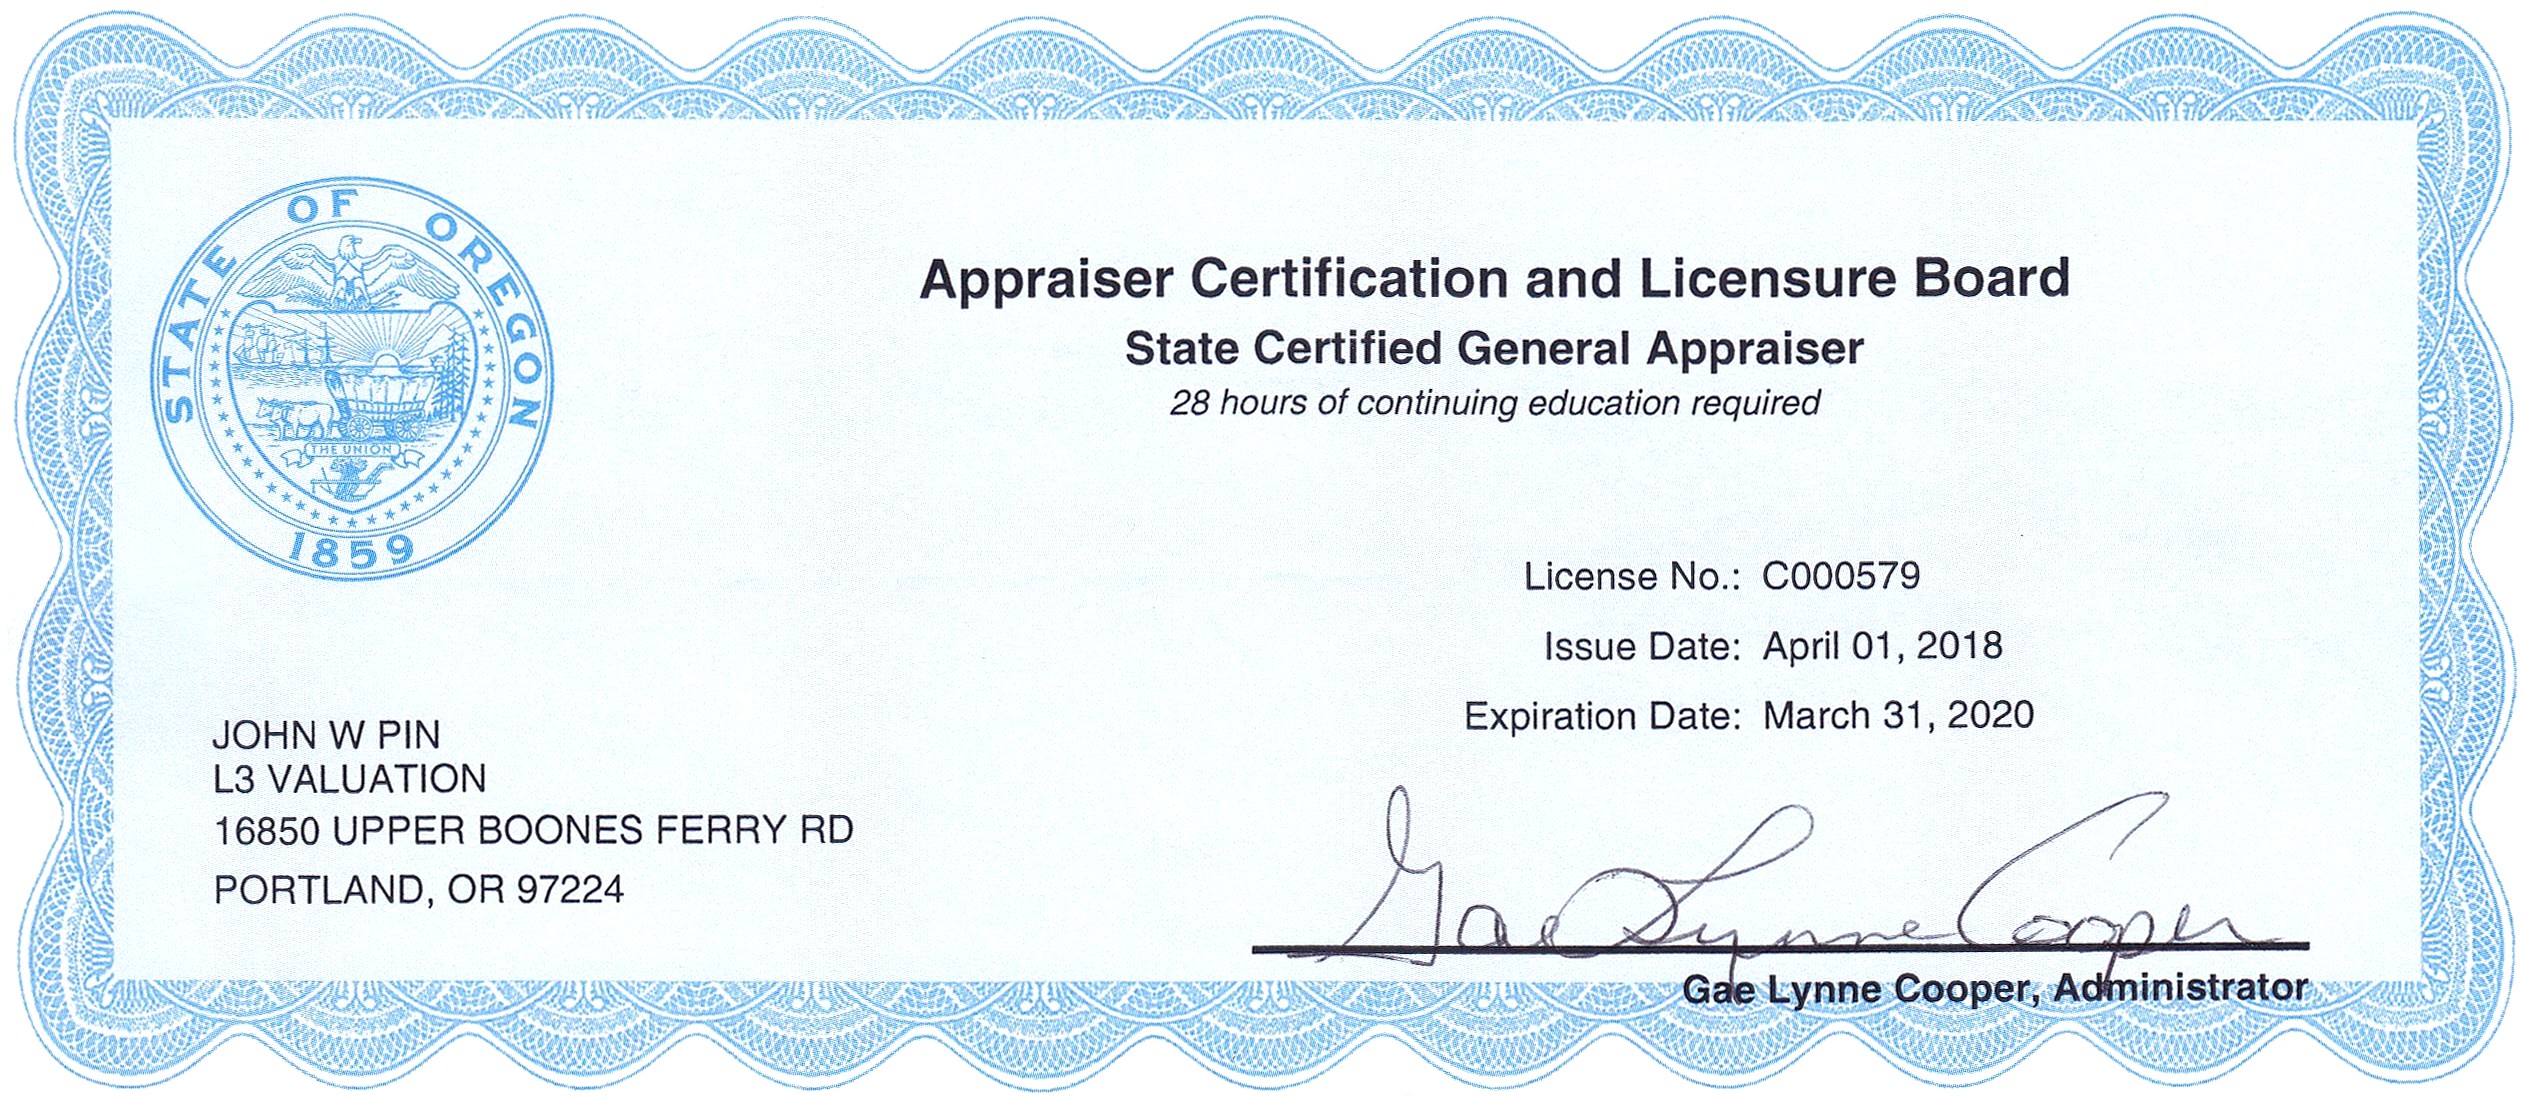 STATE OF OREGON
THE UNION
1859
Appraiser Certification and Licensure Board
State Certified General Appraiser
28 hours of continuing education required
License No.: C000579
Issue Date: April 01, 2018
Expiration Date: March 31, 2020
JOHN W PIN
L3 VALUATION
16850 UPPER BOONES FERRY RD
PORTLAND, OR 97224
Gae Lynne Cooper
Gae Lynne Cooper, Administrator